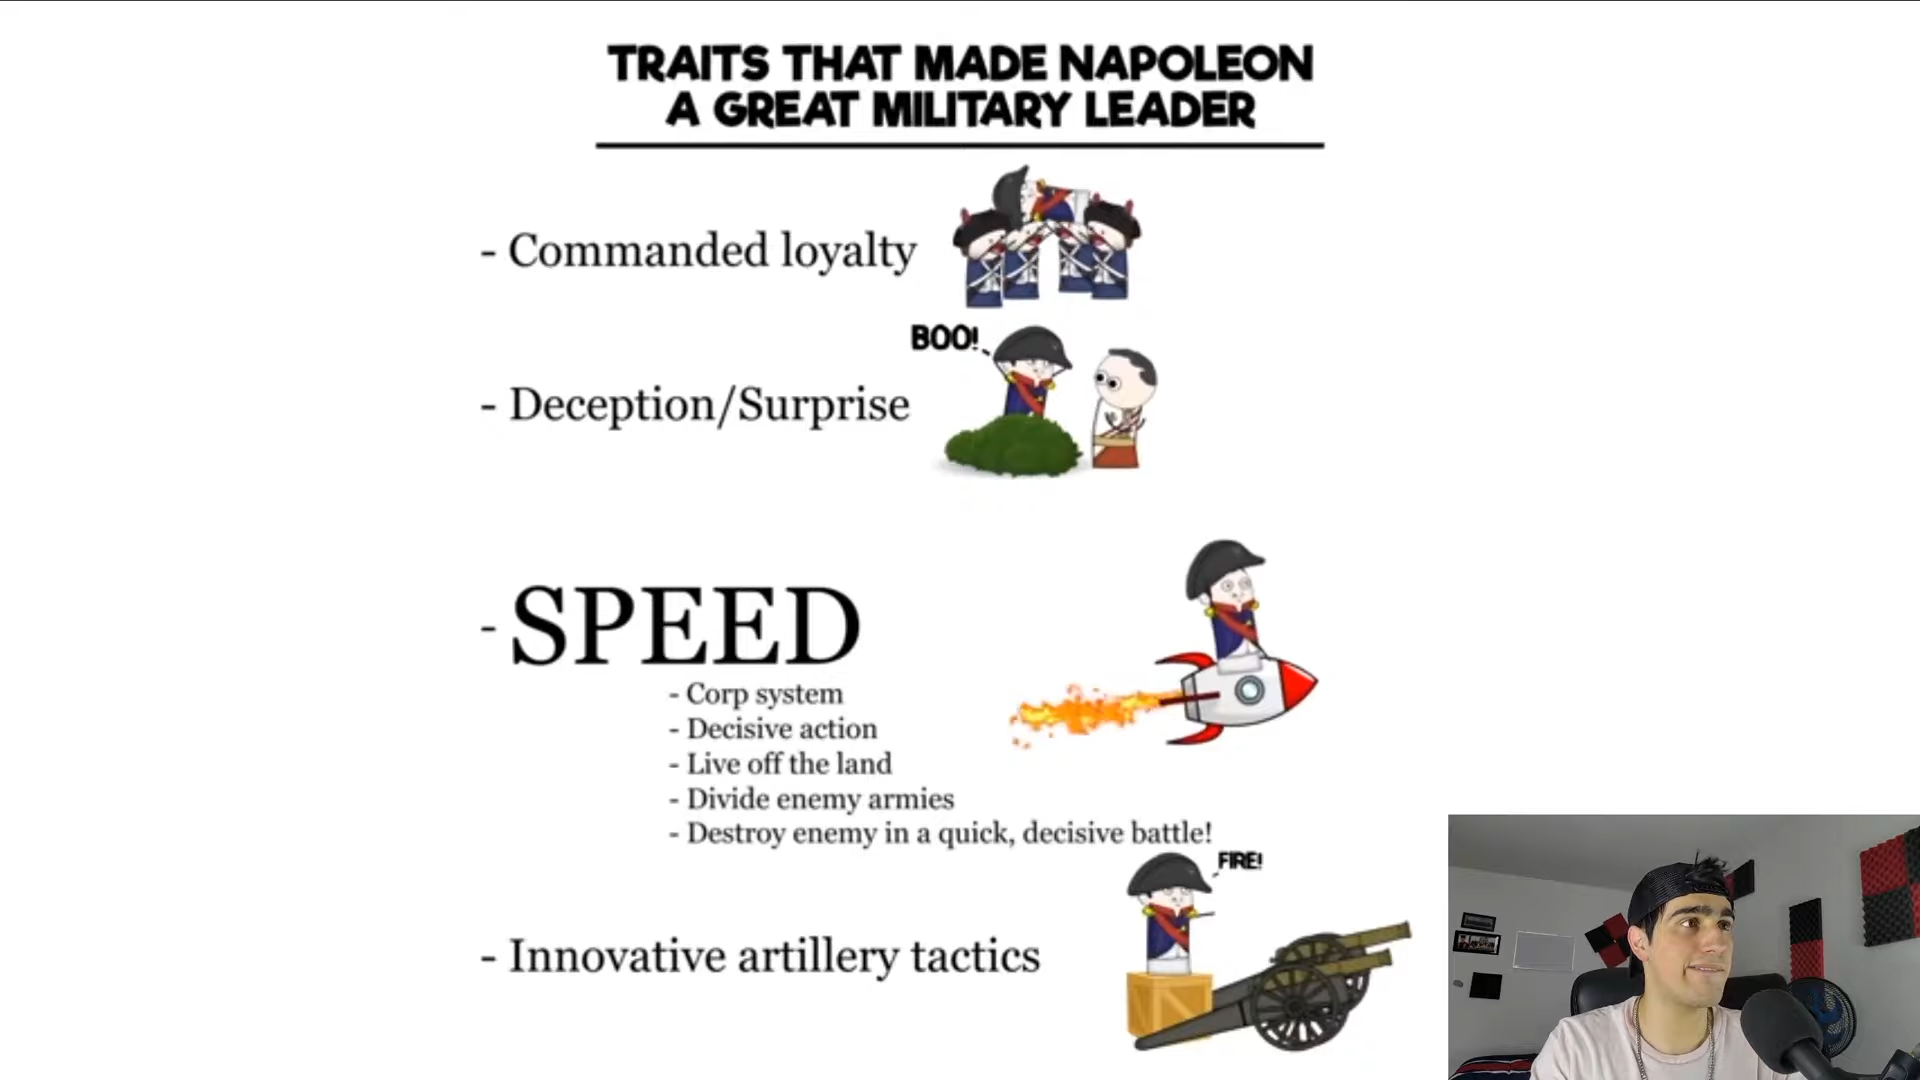 TRAITS THAT MADE NAPOLEON
A GREAT MILITARY LEADER
- Commanded loyalty
BOO!
- Deception/Surprise
- SPEED
- Corp system
- Decisive action
- Live off the land
- Divide enemy armies
- Destroy enemy in a quick, decisive battle!
FIRE!
- Innovative artillery tactics